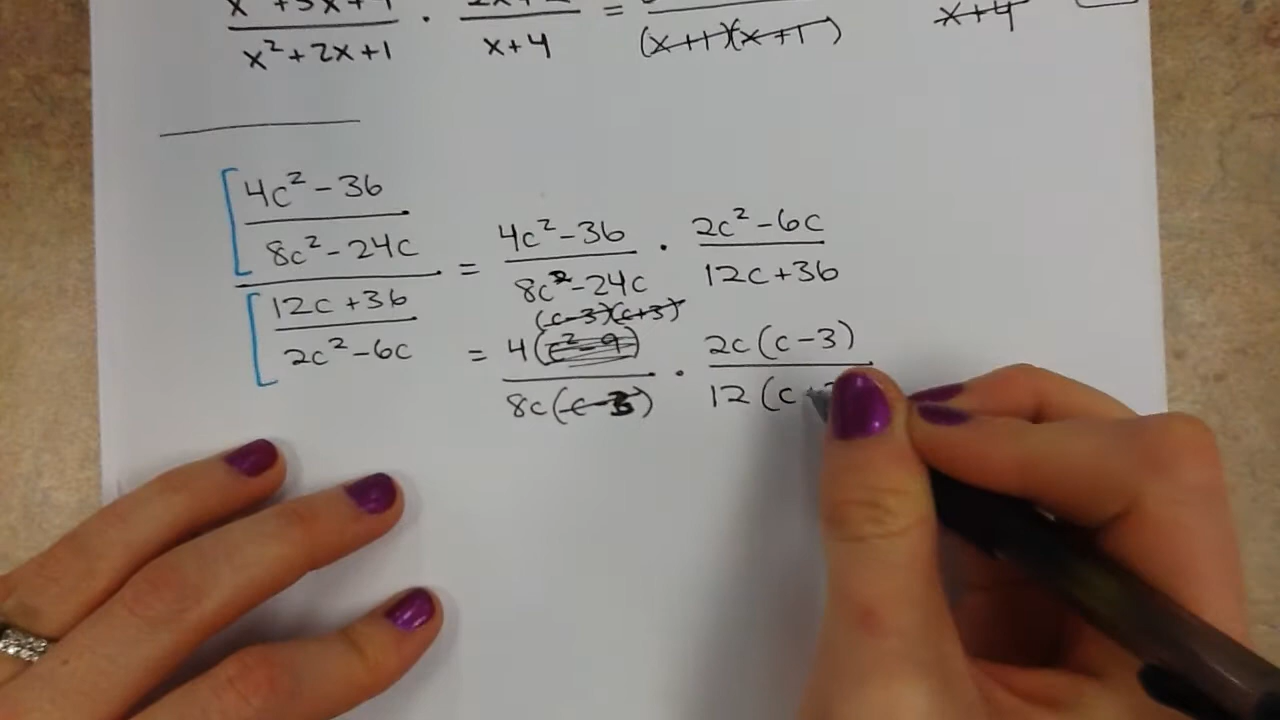 x² + 2x + 1 · x+4 = (x+1)(x+1) x+4
4c² - 36
8c² - 24c
12c + 36
2c² - 6c
= 4c² - 36 · 2c² - 6c
8c² - 24c 12c + 36
(c-3)(c+3)
= 4(c² - 9) · 2c(c-3)
8c(c-3) 12(c+